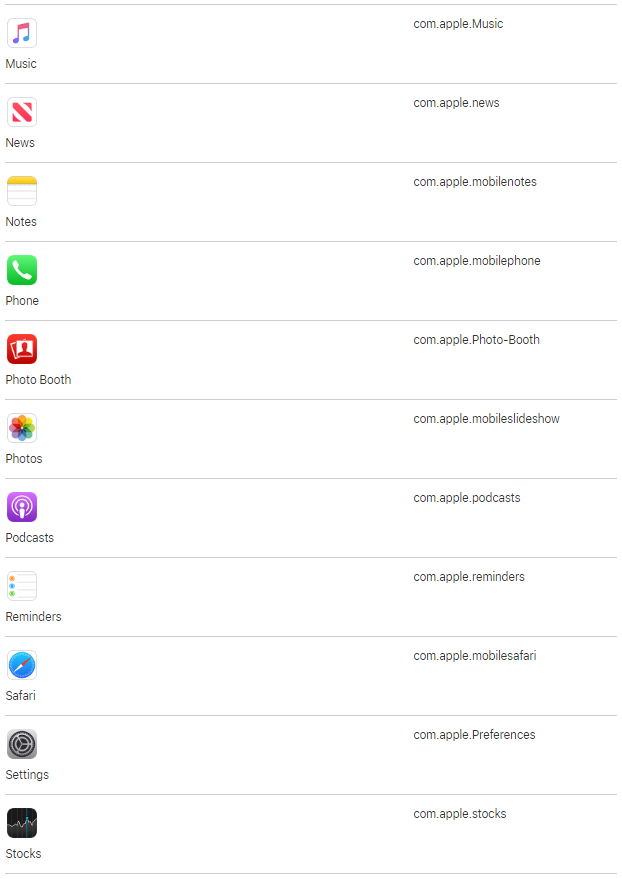 com.apple.Music
Music
com.apple.news
News
com.apple.mobilenotes
Notes
com.apple.mobilephone
Phone
com.apple.Photo-Booth
Photo Booth
com.apple.mobileslideshow
Photos
com.apple.podcasts
Podcasts
com.apple.reminders
Reminders
com.apple.mobilesafari
Safari
com.apple.Preferences
Settings
com.apple.stocks
Stocks